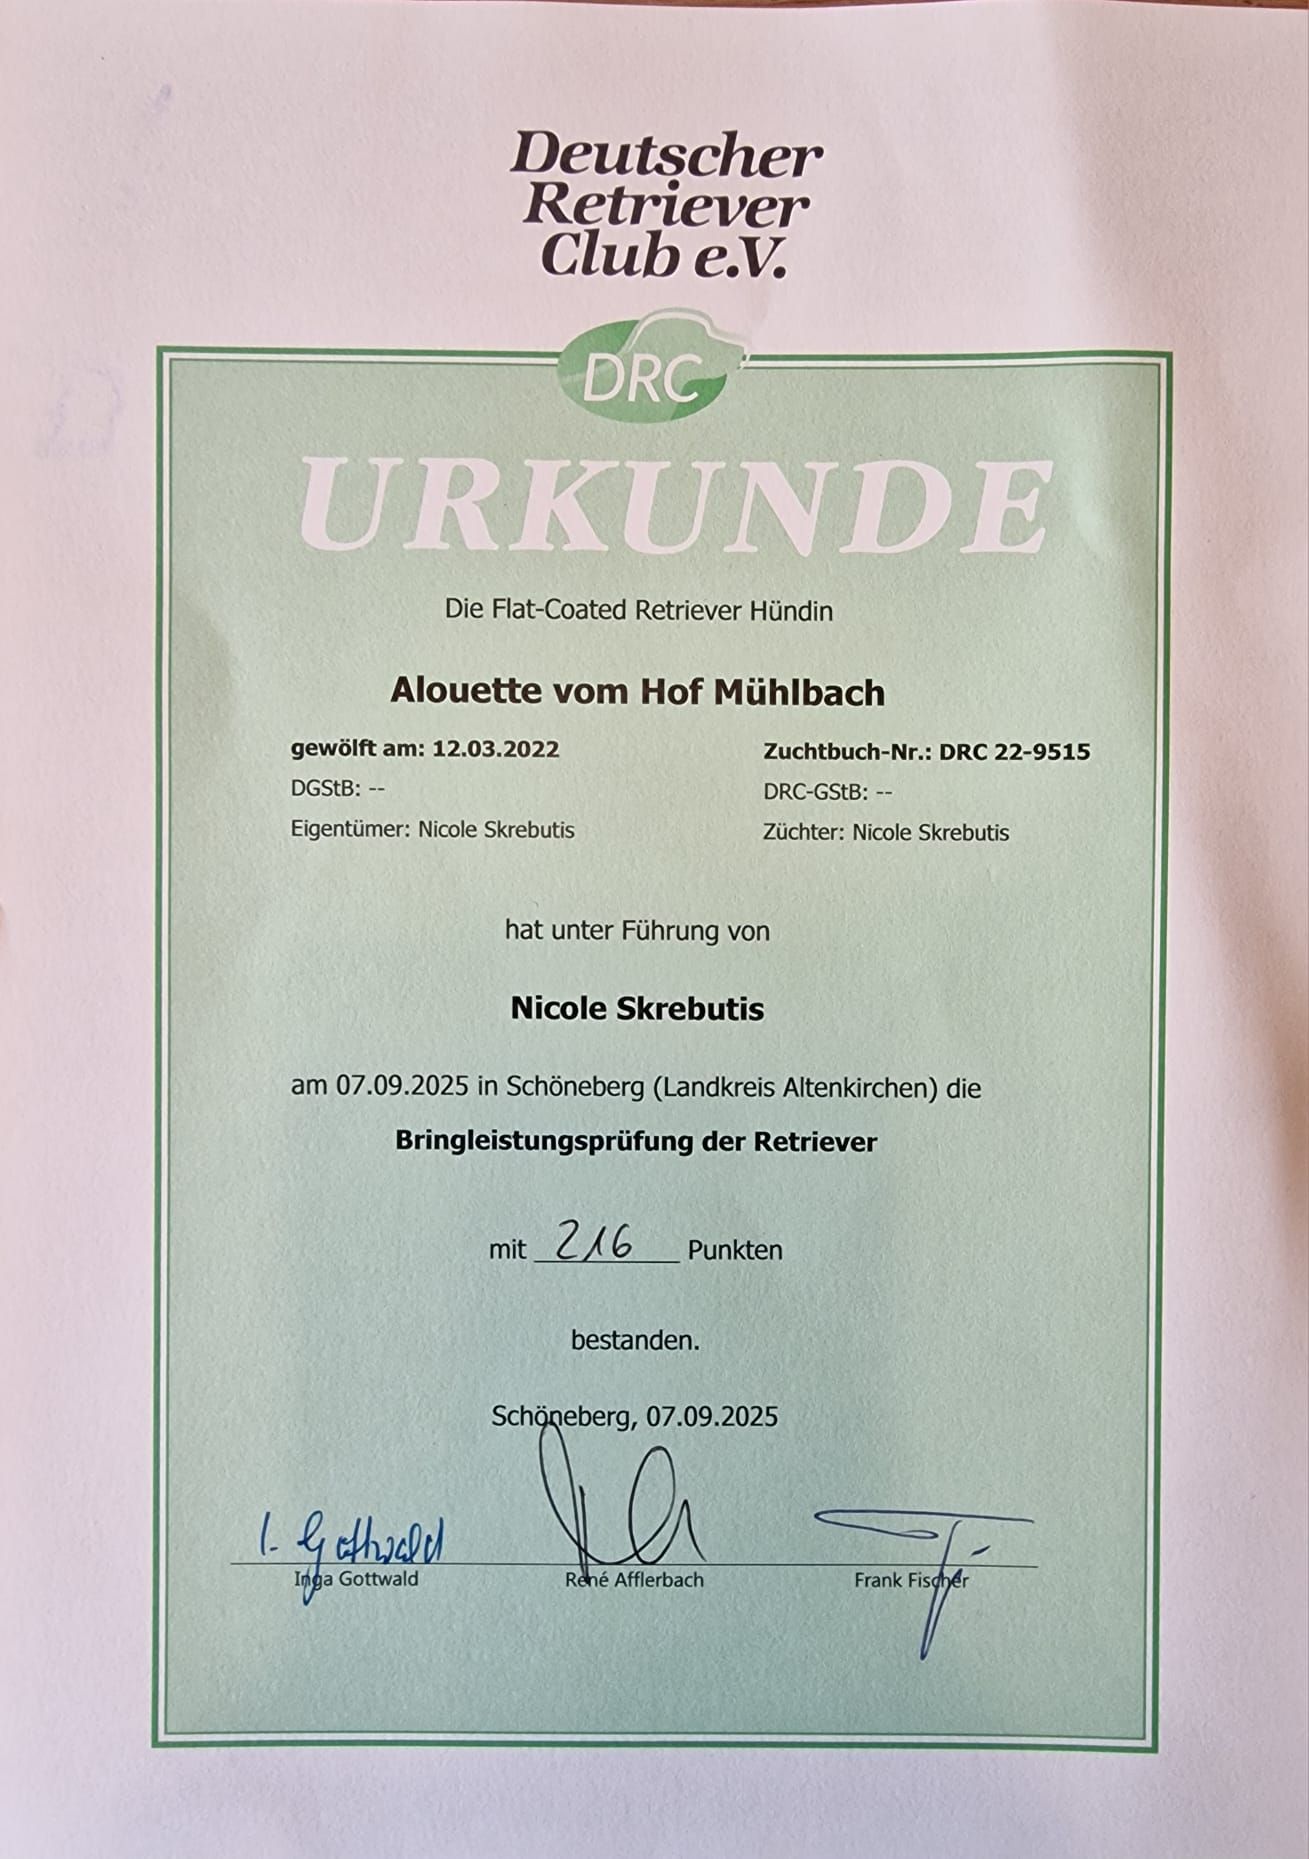 Deutscher
Retriever
Club e.V.
DRC
URKUNDE
Die Flat-Coated Retriever Hündin
Alouette vom Hof Mühlbach
gewölft am: 12.03.2022 Zuchtbuch-Nr.: DRC 22-9515
DGStB: -- DRC-GStB: --
Eigentümer: Nicole Skrebutis Züchter: Nicole Skrebutis
hat unter Führung von
Nicole Skrebutis
am 07.09.2025 in Schöneberg (Landkreis Altenkirchen) die
Bringleistungsprüfung der Retriever
mit 216 Punkten
bestanden.
Schöneberg, 07.09.2025
I. Gottwald
Inga Gottwald René Afflerbach Frank Fischer